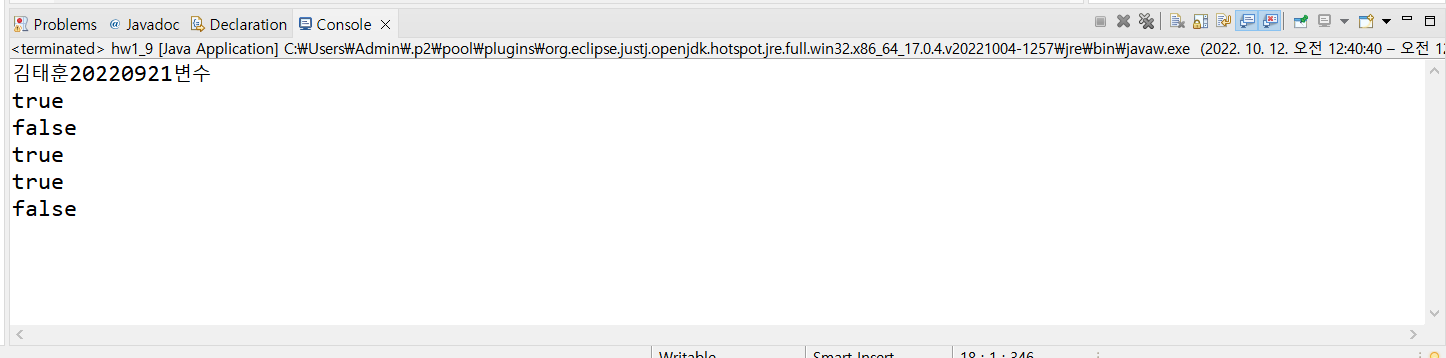 Problems @ Javadoc Declaration Console
<terminated> hw1_9 [Java Application] C:₩Users₩Admin₩.p2₩pool₩plugins₩org.eclipse.justj.openjdk.hotspot.jre.full.win32.x86_64_17.0.4.v20221004-1257₩jre₩bin₩javaw.exe (2022. 10. 12. 오전 12:40:40 – 오전 12
김태훈20220921변수
true
false
true
true
false
Writable Smart Insert 18 : 1 : 346